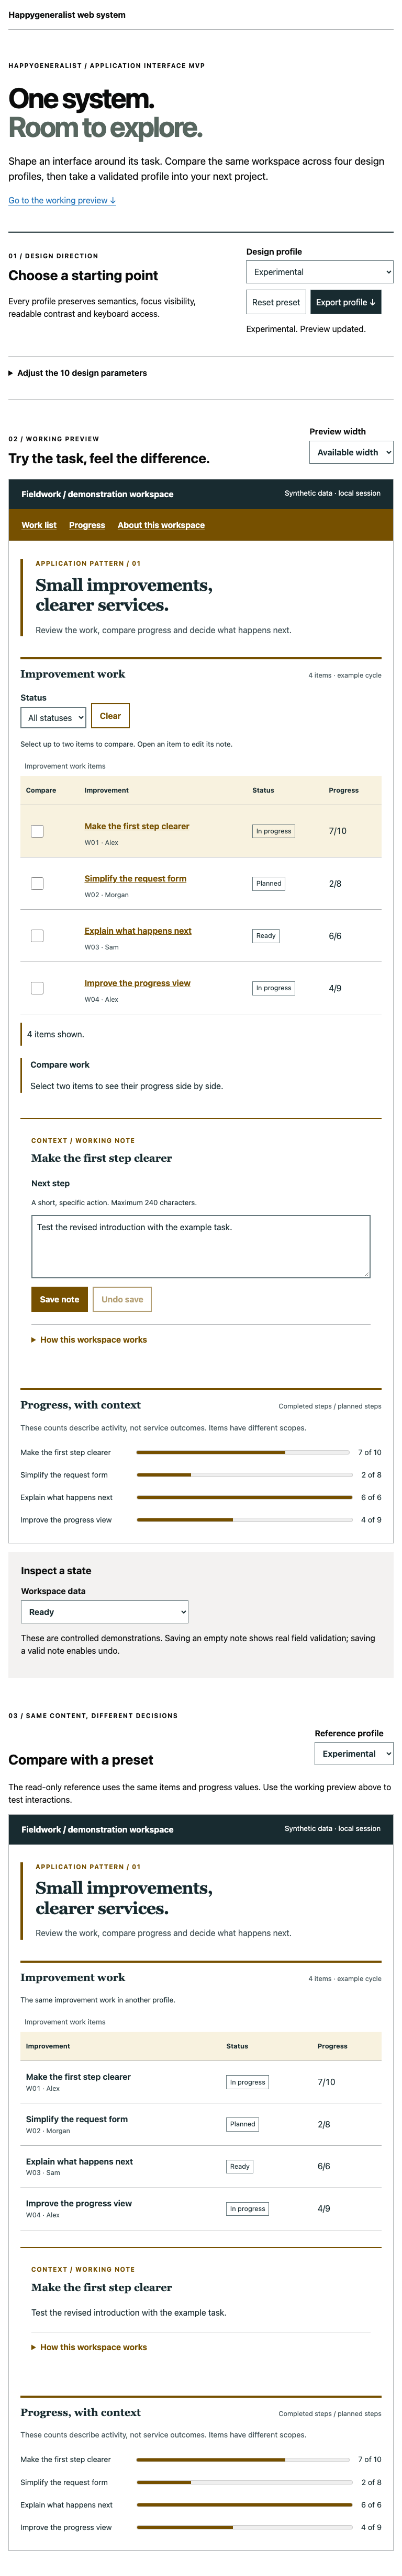 Happygeneralist web system
HAPPYGENERALIST / APPLICATION INTERFACE MVP
One system.
Room to explore.
Shape an interface around its task. Compare the same workspace across four design
profiles, then take a validated profile into your next project.
Go to the working preview ↓
01 / DESIGN DIRECTION
Choose a starting point
Every profile preserves semantics, focus visibility,
readable contrast and keyboard access.
Design profile
Experimental
Reset preset
Export profile ↓
Experimental. Preview updated.
▶ Adjust the 10 design parameters
02 / WORKING PREVIEW
Try the task, feel the difference.
Preview width
Available width
Fieldwork / demonstration workspace
Synthetic data · local session
Work list Progress About this workspace
APPLICATION PATTERN / 01
Small improvements,
clearer services.
Review the work, compare progress and decide what happens next.
Improvement work
4 items · example cycle
Status
All statuses
Clear
Select up to two items to compare. Open an item to edit its note.
Improvement work items
Compare Improvement Status Progress
Make the first step clearer In progress 7/10
W01 · Alex
Simplify the request form Planned 2/8
W02 · Morgan
Explain what happens next Ready 6/6
W03 · Sam
Improve the progress view In progress 4/9
W04 · Alex
4 items shown.
Compare work
Select two items to see their progress side by side.
CONTEXT / WORKING NOTE
Make the first step clearer
Next step
A short, specific action. Maximum 240 characters.
Test the revised introduction with the example task.
Save note
Undo save
▶ How this workspace works
Progress, with context
Completed steps / planned steps
These counts describe activity, not service outcomes. Items have different scopes.
Make the first step clearer 7 of 10
Simplify the request form 2 of 8
Explain what happens next 6 of 6
Improve the progress view 4 of 9
Inspect a state
Workspace data
Ready
These are controlled demonstrations. Saving an empty note shows real field validation; saving
a valid note enables undo.
03 / SAME CONTENT, DIFFERENT DECISIONS
Compare with a preset
Reference profile
Experimental
The read-only reference uses the same items and progress values. Use the working preview above to
test interactions.
Fieldwork / demonstration workspace
Synthetic data · local session
APPLICATION PATTERN / 01
Small improvements,
clearer services.
Review the work, compare progress and decide what happens next.
Improvement work
4 items · example cycle
The same improvement work in another profile.
Improvement work items
Improvement Status Progress
Make the first step clearer In progress 7/10
W01 · Alex
Simplify the request form Planned 2/8
W02 · Morgan
Explain what happens next Ready 6/6
W03 · Sam
Improve the progress view In progress 4/9
W04 · Alex
CONTEXT / WORKING NOTE
Make the first step clearer
Test the revised introduction with the example task.
▶ How this workspace works
Progress, with context
Completed steps / planned steps
These counts describe activity, not service outcomes. Items have different scopes.
Make the first step clearer 7 of 10
Simplify the request form 2 of 8
Explain what happens next 6 of 6
Improve the progress view 4 of 9